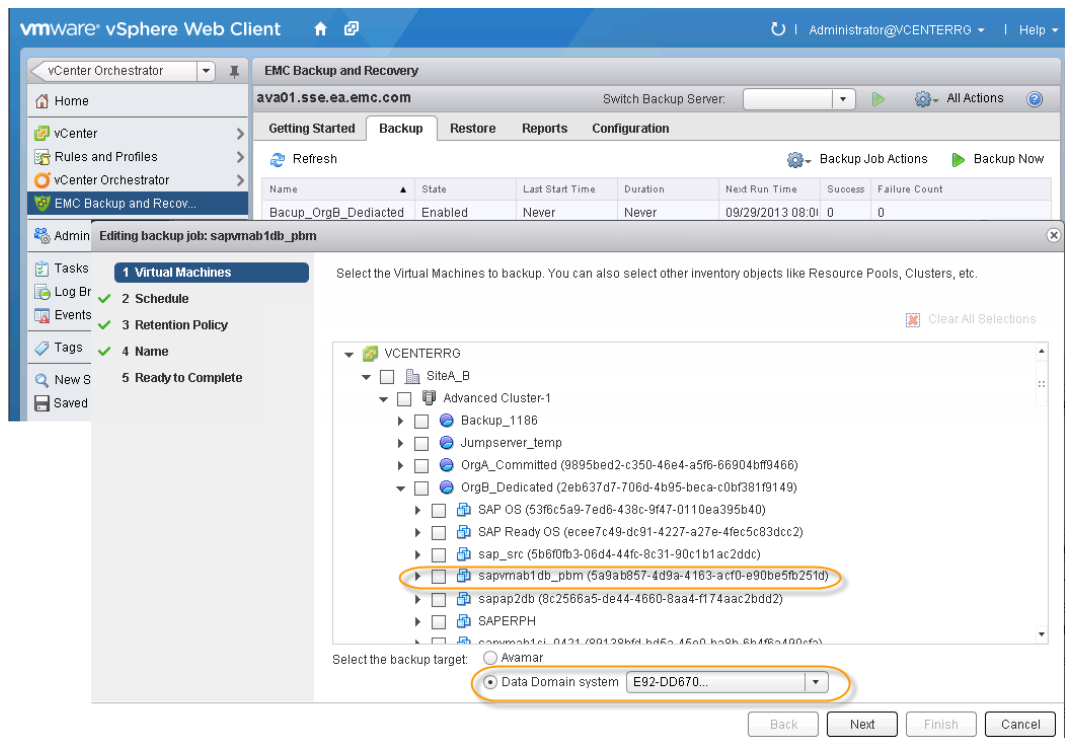 vmware® vSphere Web Client
Administrator@VCENTERRG
Help
vCenter Orchestrator
EMC Backup and Recovery
Home
ava01.sse.ea.emc.com
Switch Backup Server:
All Actions
vCenter
Rules and Profiles
vCenter Orchestrator
EMC Backup and Recov...
Getting Started Backup Restore Reports Configuration
Refresh
Backup Job Actions
Backup Now
Name State Last Start Time Duration Next Run Time Success Failure Count
Bacup_OrgB_Dediacted Enabled Never Never 09/29/2013 08:0 0 0
Admin
Tasks
Log Br
Events
Tags
New S
Saved
Editing backup job: sapvmab1db_pbm
1 Virtual Machines
2 Schedule
3 Retention Policy
4 Name
5 Ready to Complete
Select the Virtual Machines to backup. You can also select other inventory objects like Resource Pools, Clusters, etc.
Clear All Selections
VCENTERRG
SiteA_B
Advanced Cluster-1
Backup_1186
Jumpserver_temp
OrgA_Committed (9895bed2-c350-46e4-a5f6-66904bff9466)
OrgB_Dedicated (2eb637d7-706d-4b95-beca-c0bf381f9149)
SAP OS (53f6c5a9-7ed6-438c-9f47-0110ea395b40)
SAP Ready OS (ecee7c49-dc91-4227-a27e-4fec5c83dcc2)
sap_src (5b6f0fb3-06d4-44fc-8c31-90c1b1ac2ddc)
sapvmab1db_pbm (5a9ab857-4d9a-4163-acf0-e90be5fb251d)
sapap2db (8c2566a5-de44-4660-8aa4-f174aac2bdd2)
SAPERPH
Select the backup target: Avamar
Data Domain system E92-DD670...
Back Next Finish Cancel